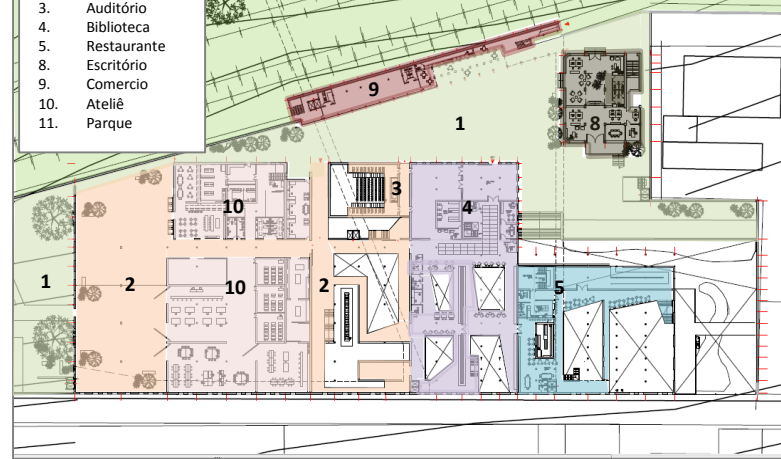 3. Auditório
4. Biblioteca
5. Restaurante
8. Escritório
9. Comercio
10. Ateliê
11. Parque
9
1
8
3
10
4
1
2
10
2
5